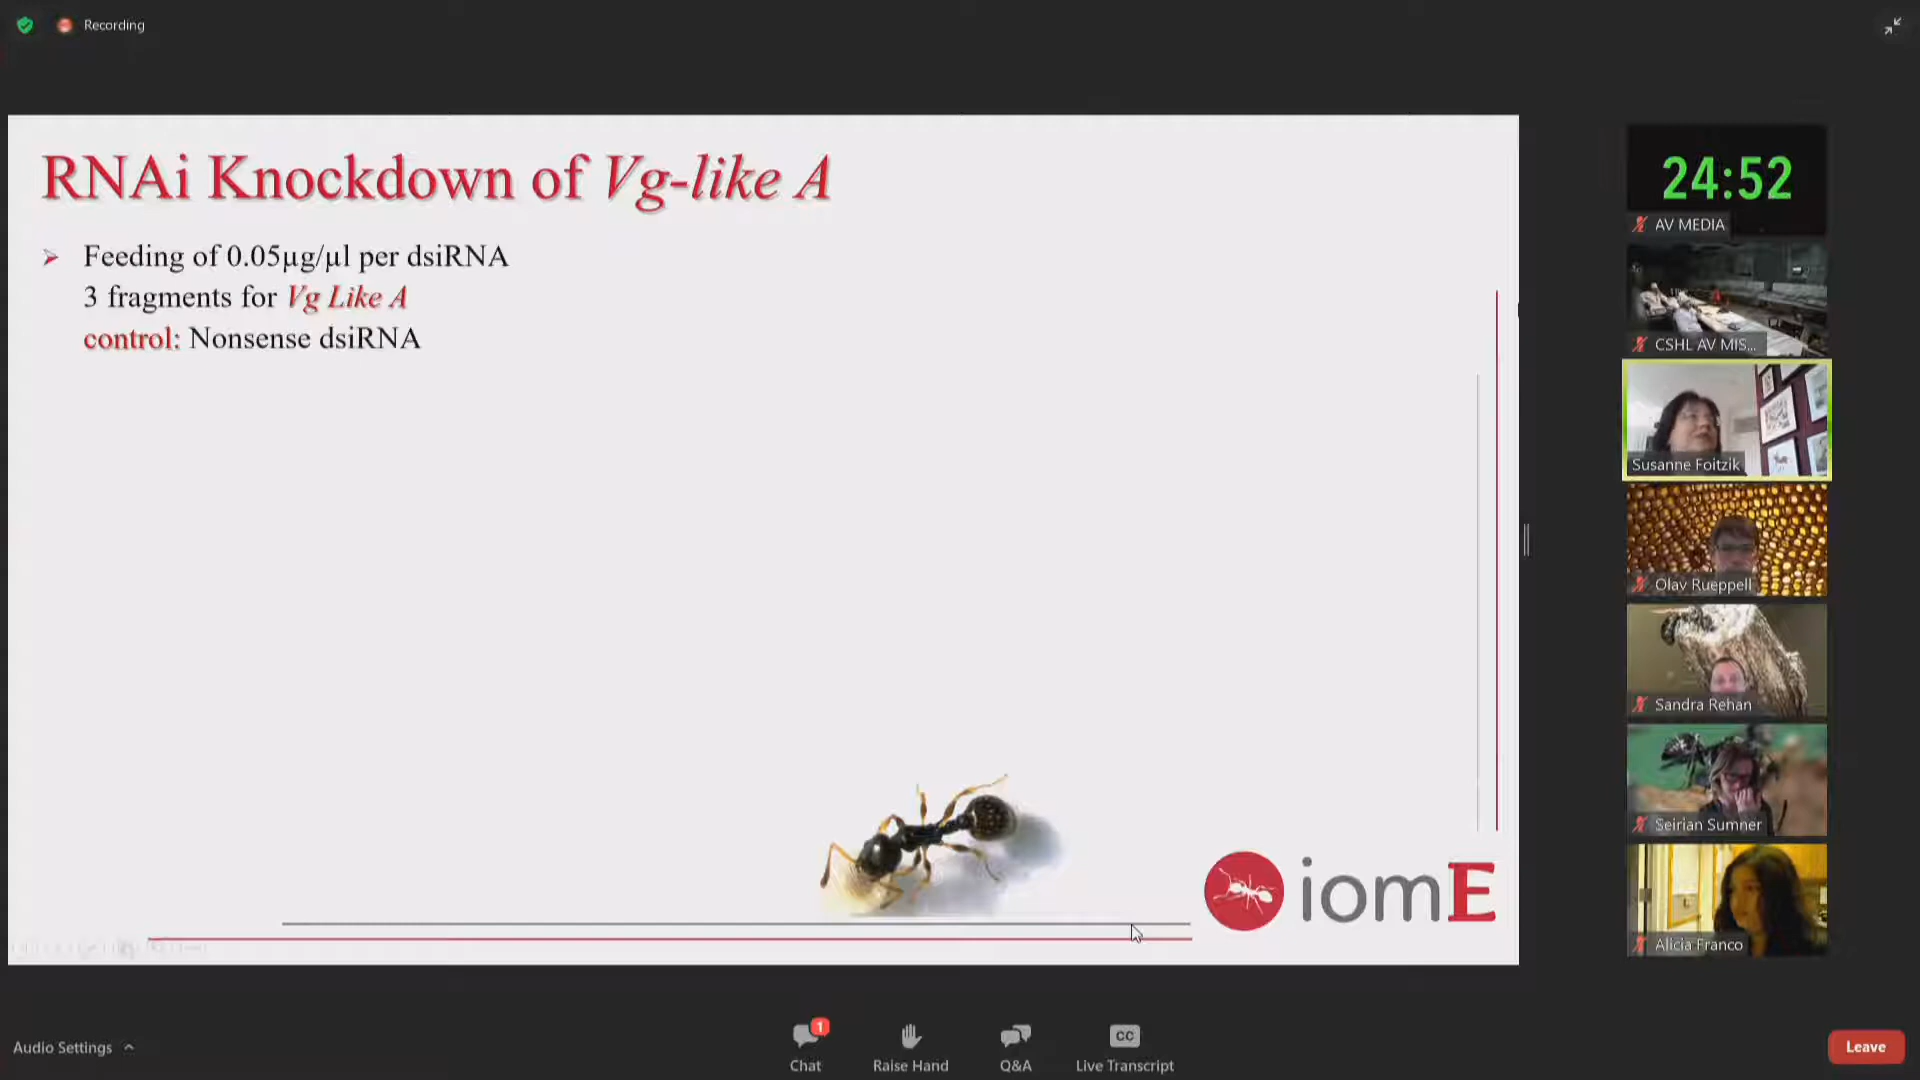 Recording
RNAi Knockdown of Vg-like A
Feeding of 0.05µg/µl per dsiRNA
3 fragments for Vg Like A
control: Nonsense dsiRNA
iomE
24:52
AV MEDIA
CSHL AV MIS...
Susanne Foitzik
Olav Rueppell
Sandra Rehan
Seirian Sumner
Alicia Franco
Audio Settings
1
Chat
Raise Hand
Q&A
CC
Live Transcript
Leave